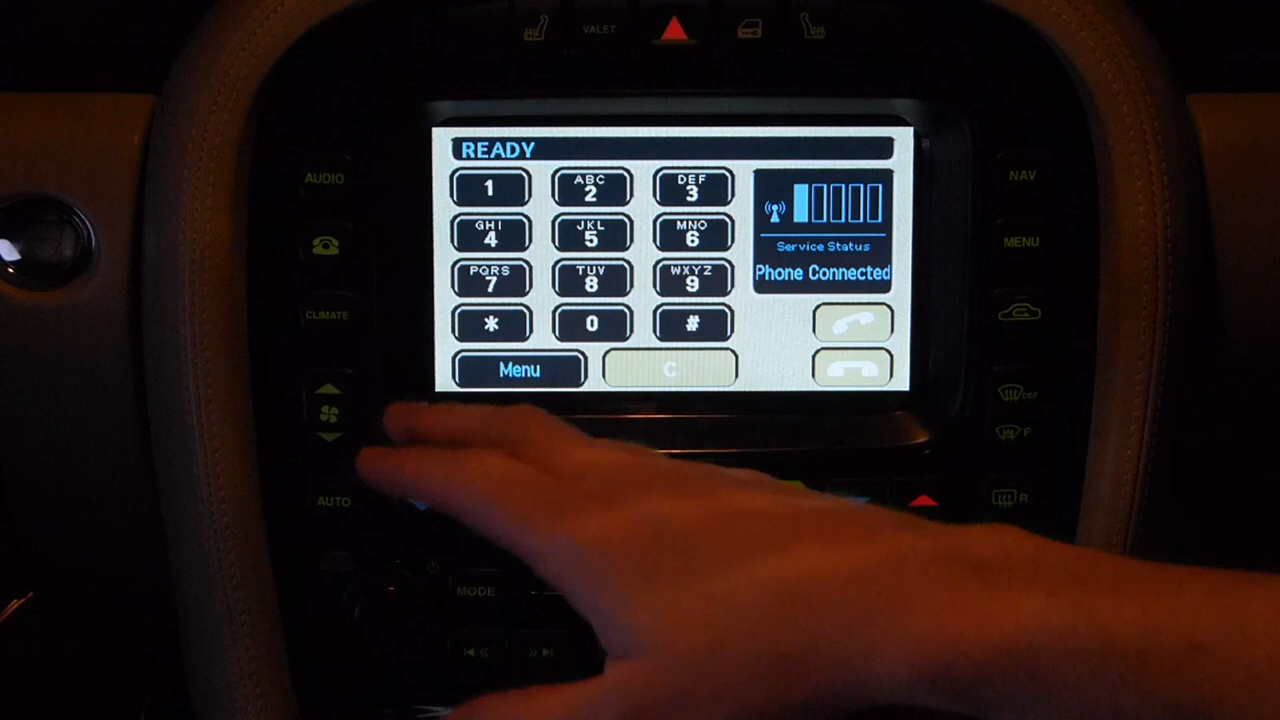 VALET
AUDIO
CLIMATE
AUTO
READY
1
ABC
2
DEF
3
GHI
4
JKL
5
MNO
6
PQRS
7
TUV
8
WXYZ
9
*
0
#
Menu
C
Service Status
Phone Connected
NAV
MENU
DEF
F
R
MODE